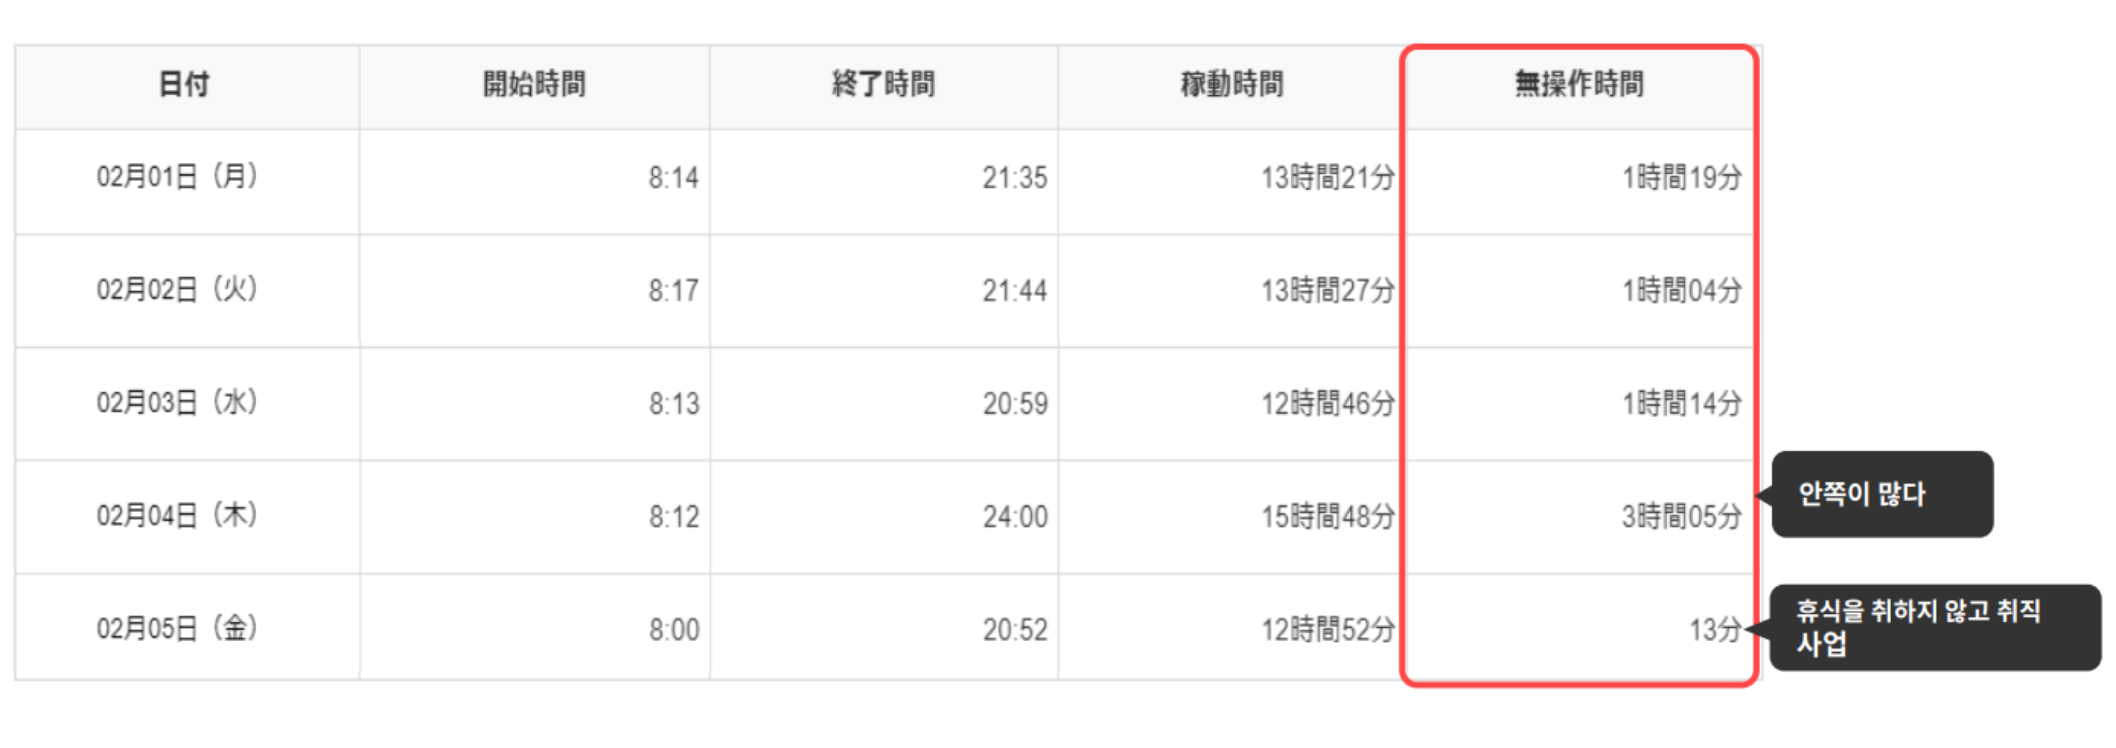 日付 開始時間 終了時間 稼動時間 無操作時間
02月01日（月） 8:14 21:35 13時間21分 1時間19分
02月02日（火） 8:17 21:44 13時間27分 1時間04分
02月03日（水） 8:13 20:59 12時間46分 1時間14分
02月04日（木） 8:12 24:00 15時間48分 3時間05分
안쪽이 많다
02月05日（金） 8:00 20:52 12時間52分 13分
휴식을 취하지 않고 취직
사업